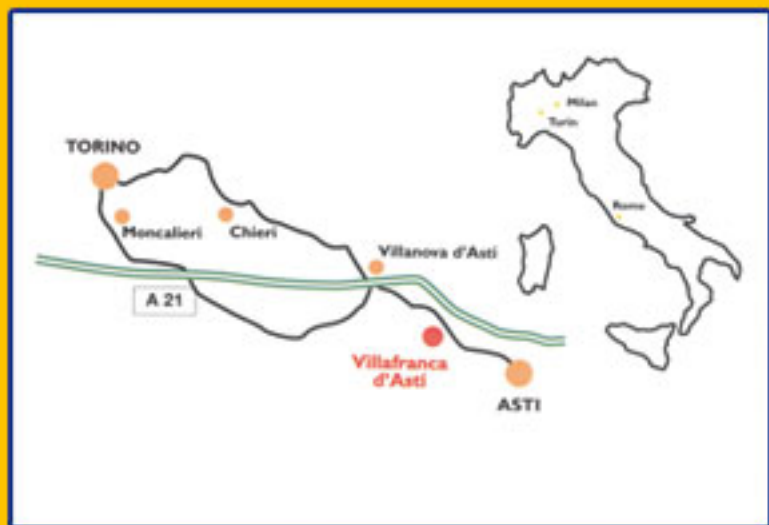 TORINO
Moncalieri
Chieri
Villanova d'Asti
A 21
Villafranca
d'Asti
ASTI
Milan
Turin
Rome